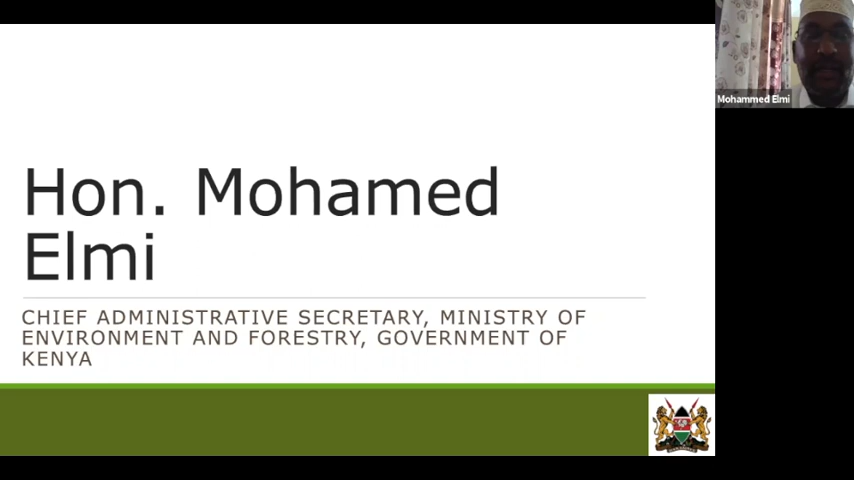 Mohammed Elmi
Hon. Mohamed
Elmi
CHIEF ADMINISTRATIVE SECRETARY, MINISTRY OF
ENVIRONMENT AND FORESTRY, GOVERNMENT OF
KENYA